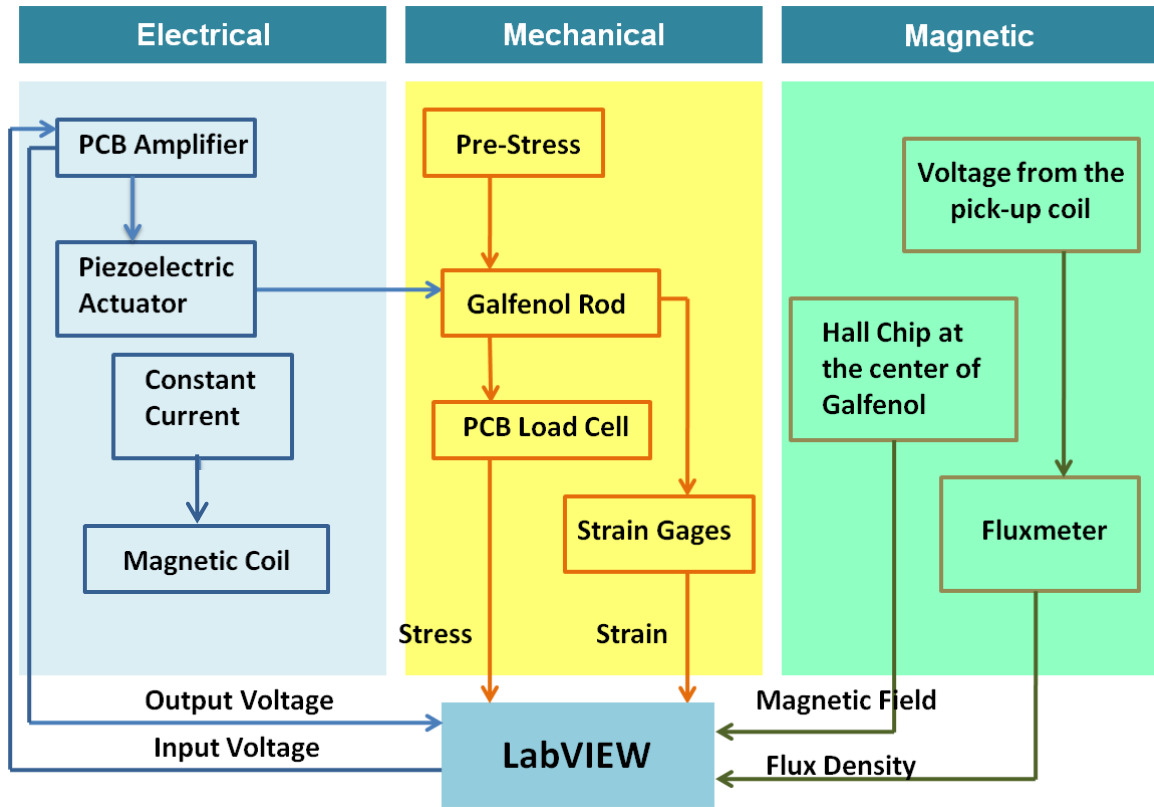 Electrical
Mechanical
Magnetic
PCB Amplifier
Piezoelectric
Actuator
Constant
Current
Magnetic Coil
Pre-Stress
Galfenol Rod
PCB Load Cell
Strain Gages
Stress
Strain
Voltage from the
pick-up coil
Hall Chip at
the center of
Galfenol
Fluxmeter
Output Voltage
Input Voltage
LabVIEW
Magnetic Field
Flux Density